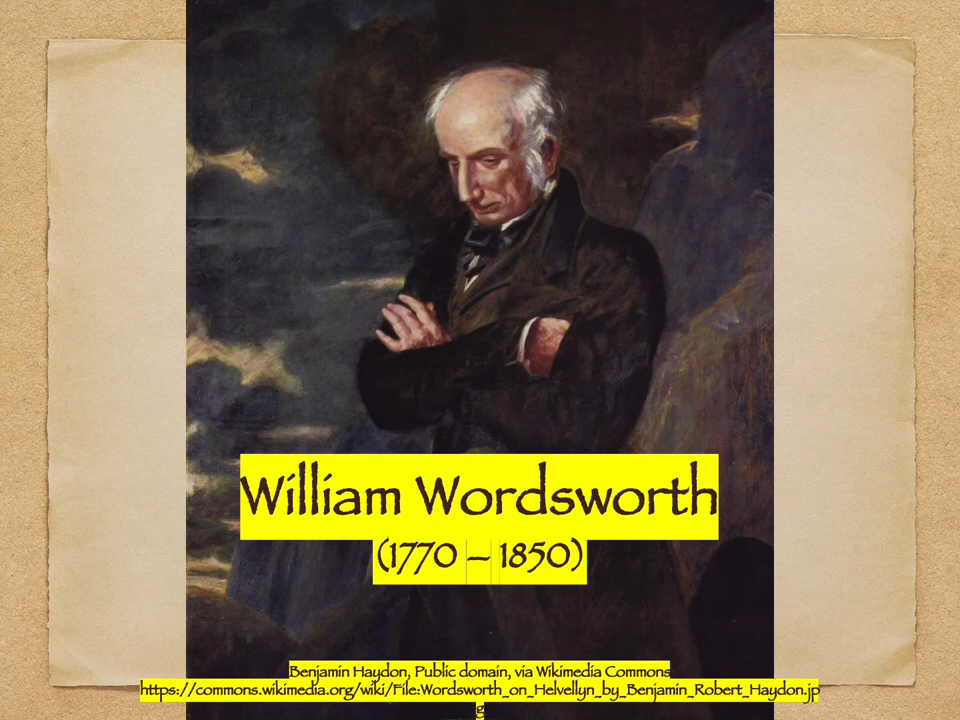 William Wordsworth
(1770 – 1850)
Benjamin Haydon, Public domain, via Wikimedia Commons
https://commons.wikimedia.org/wiki/File:Wordsworth_on_Helvellyn_by_Benjamin_Robert_Haydon.jp
g